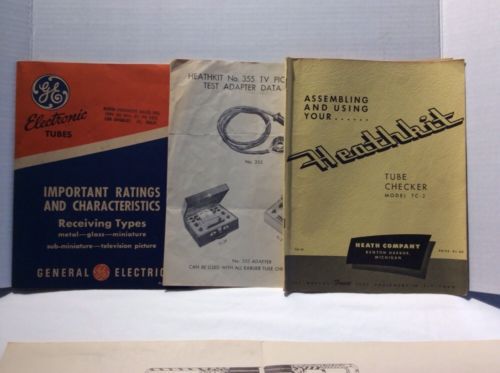 GE
Electronic
TUBES
IMPORTANT RATINGS
AND CHARACTERISTICS
Receiving Types
metal—glass—miniature
sub-miniature—television picture
GENERAL GE ELECTRIC
HEATHKIT No. 355 TV PIC
TEST ADAPTER DATA
No. 355
No. 355 ADAPTER
CAN BE USED WITH ALL EARLIER TUBE CHE
ASSEMBLING
AND USING
YOUR......
Heathkit
TUBE
CHECKER
MODEL TC-2
HEATH COMPANY
BENTON HARBOR,
MICHIGAN